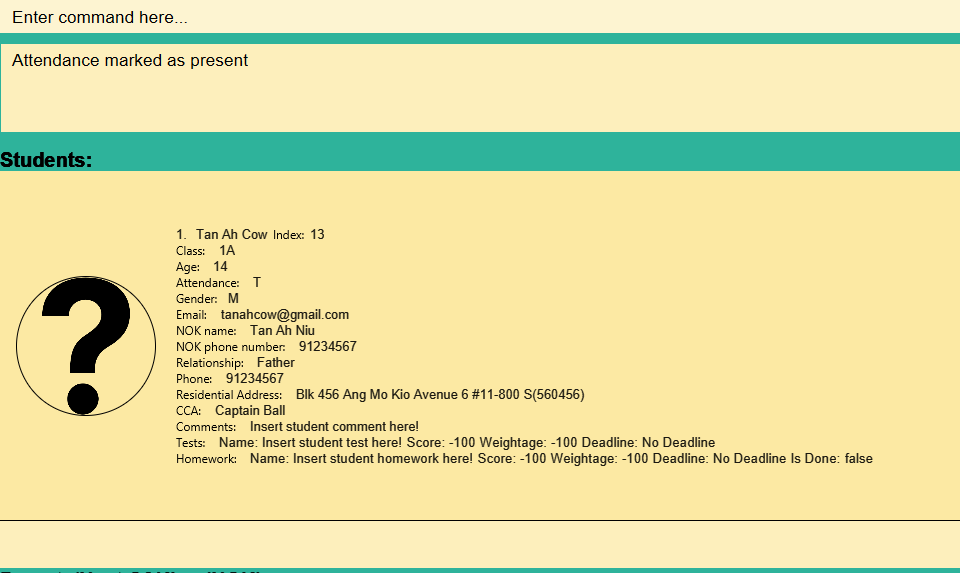 Enter command here...
Attendance marked as present
Students:
1. Tan Ah Cow Index: 13
Class: 1A
Age: 14
Attendance: T
Gender: M
Email: tanahcow@gmail.com
NOK name: Tan Ah Niu
NOK phone number: 91234567
Relationship: Father
Phone: 91234567
Residential Address: Blk 456 Ang Mo Kio Avenue 6 #11-800 S(560456)
CCA: Captain Ball
Comments: Insert student comment here!
Tests: Name: Insert student test here! Score: -100 Weightage: -100 Deadline: No Deadline
Homework: Name: Insert student homework here! Score: -100 Weightage: -100 Deadline: No Deadline Is Done: false
?